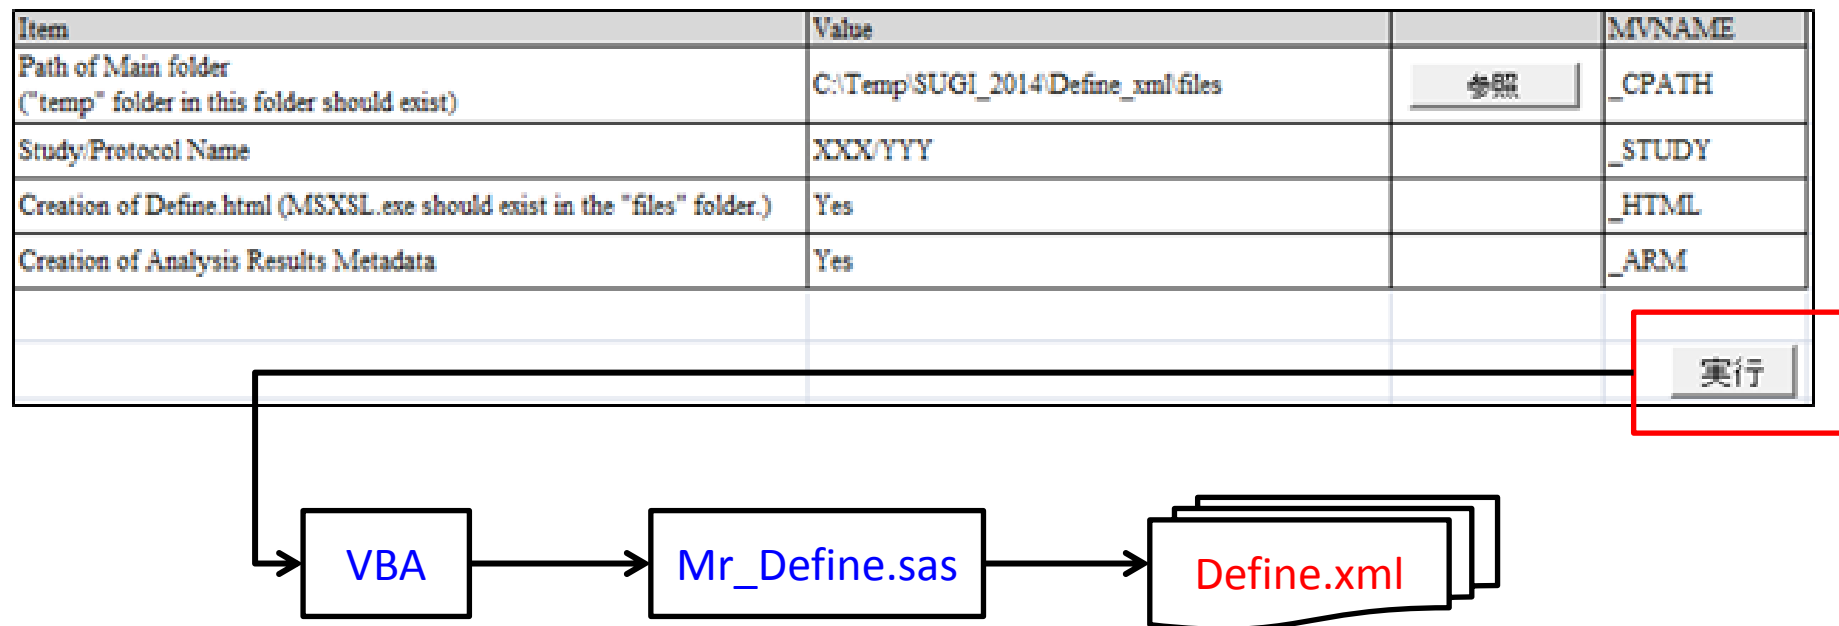 Item Value MVNAME
Path of Main folder
("temp" folder in this folder should exist) C:\Temp\SUGI_2014\Define_xml\files 参照 _CPATH
Study/Protocol Name XXX/YYY _STUDY
Creation of Define.html (MSXSL.exe should exist in the "files" folder.) Yes _HTML
Creation of Analysis Results Metadata Yes _ARM
実行
VBA Mr_Define.sas Define.xml